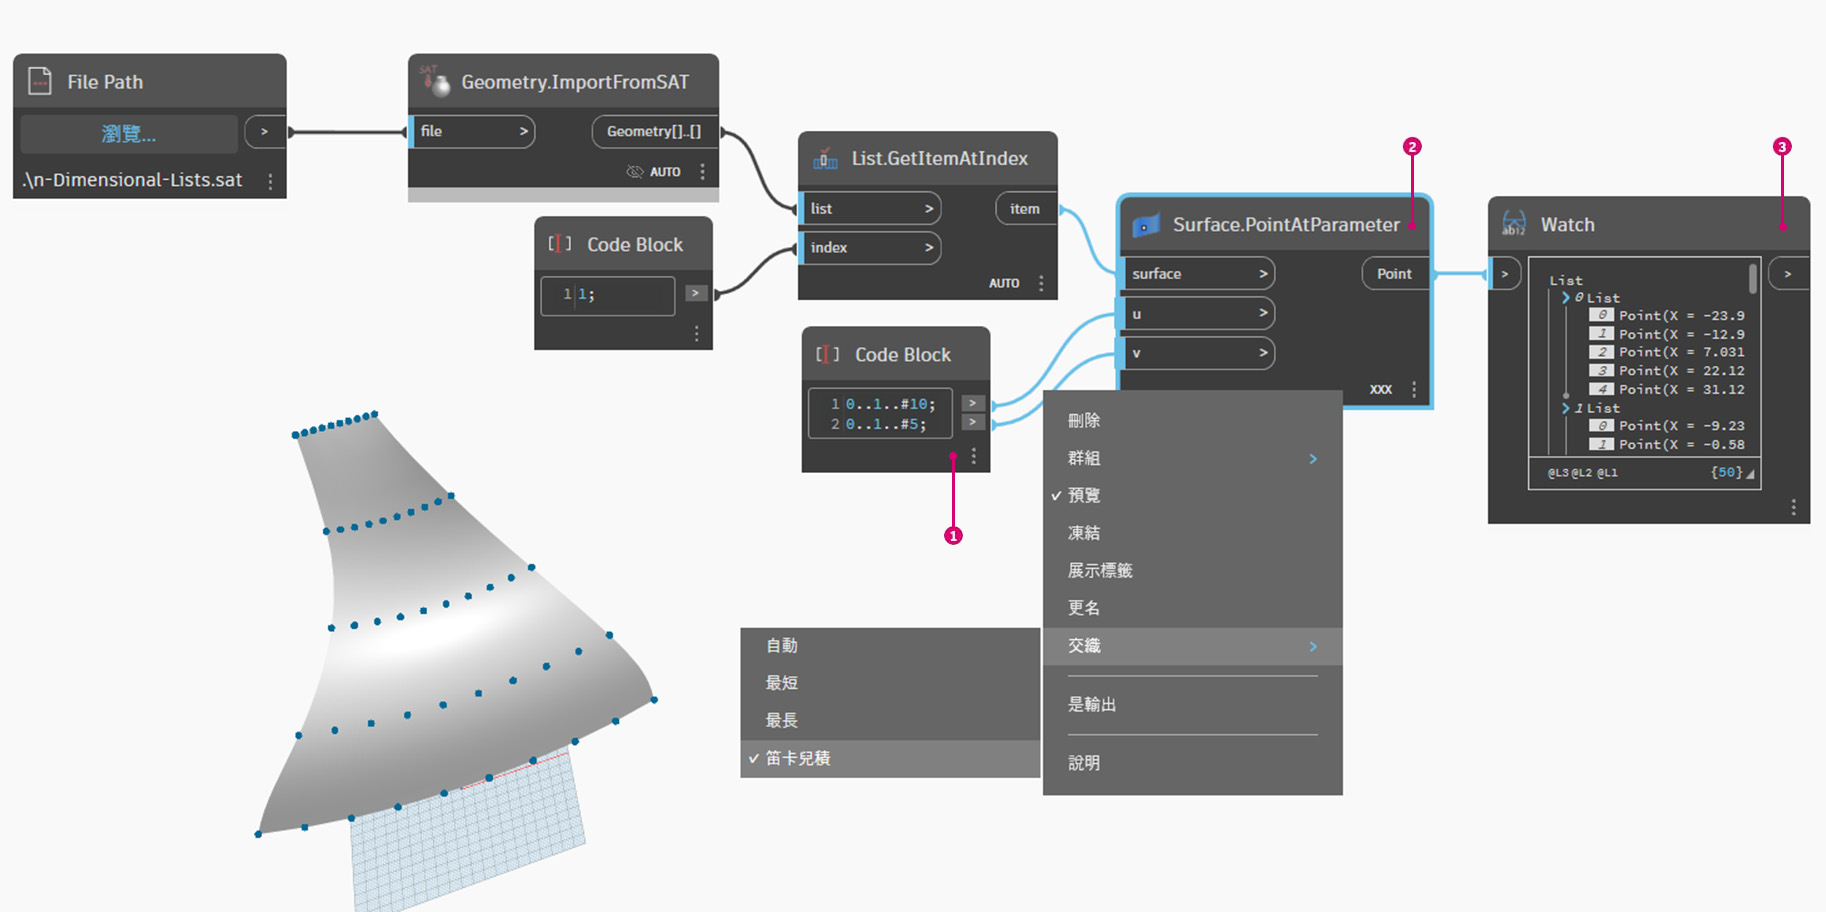 File Path
瀏覽...
>
.\n-Dimensional-Lists.sat
SAT
Geometry.ImportFromSAT
file >
Geometry[]..[]
AUTO
Code Block
1 1;
>
List.GetItemAtIndex
list >
item
index >
AUTO
Code Block
1 0..1..#10;
>
2 0..1..#5;
>
1
2
Surface.PointAtParameter
surface >
Point
u >
v >
XXX
刪除
群組 >
✓ 預覽
凍結
展示標籤
更名
交織 >
是輸出
說明
自動
最短
最長
✓ 笛卡兒積
3
ab12
Watch
>
>
List
0 List
0 Point(X = -23.9
1 Point(X = -12.9
2 Point(X = 7.031
3 Point(X = 22.12
4 Point(X = 31.12
1 List
0 Point(X = -9.23
1 Point(X = -0.58
@L3 @L2 @L1
{50}